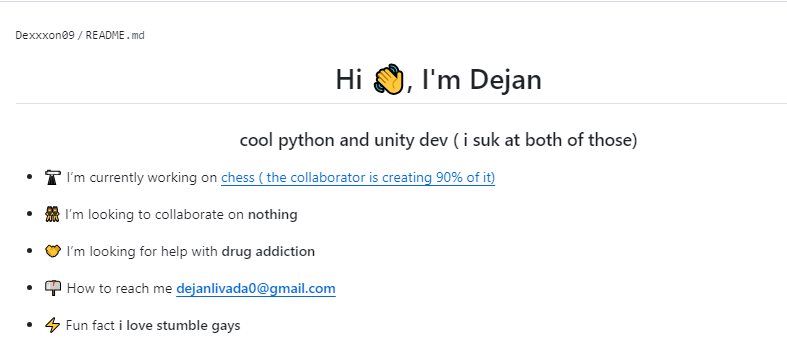 Dexxxon09 / README.md
Hi 👋, I'm Dejan
cool python and unity dev ( i suk at both of those)
I'm currently working on chess ( the collaborator is creating 90% of it)
I'm looking to collaborate on nothing
I'm looking for help with drug addiction
How to reach me dejanlivada0@gmail.com
Fun fact i love stumble gays